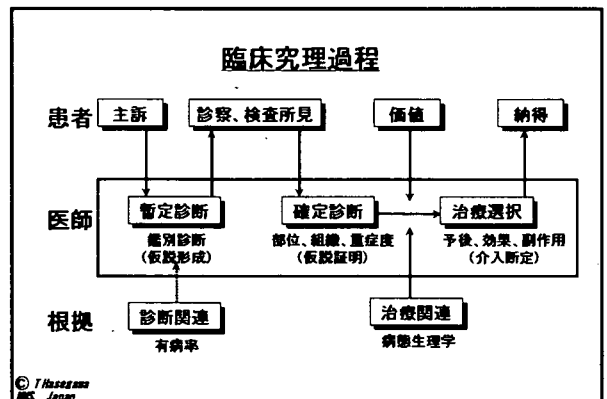 臨床究理過程
患者
主訴
診察、検査所見
価値
納得
医師
暫定診断
確定診断
治療選択
鑑別診断
(仮説形成)
部位、組織、重症度
(仮説証明)
予後、効果、副作用
(介入断定)
根拠
診断関連
治療関連
有病率
病態生理学
© T Hasegawa
Japan